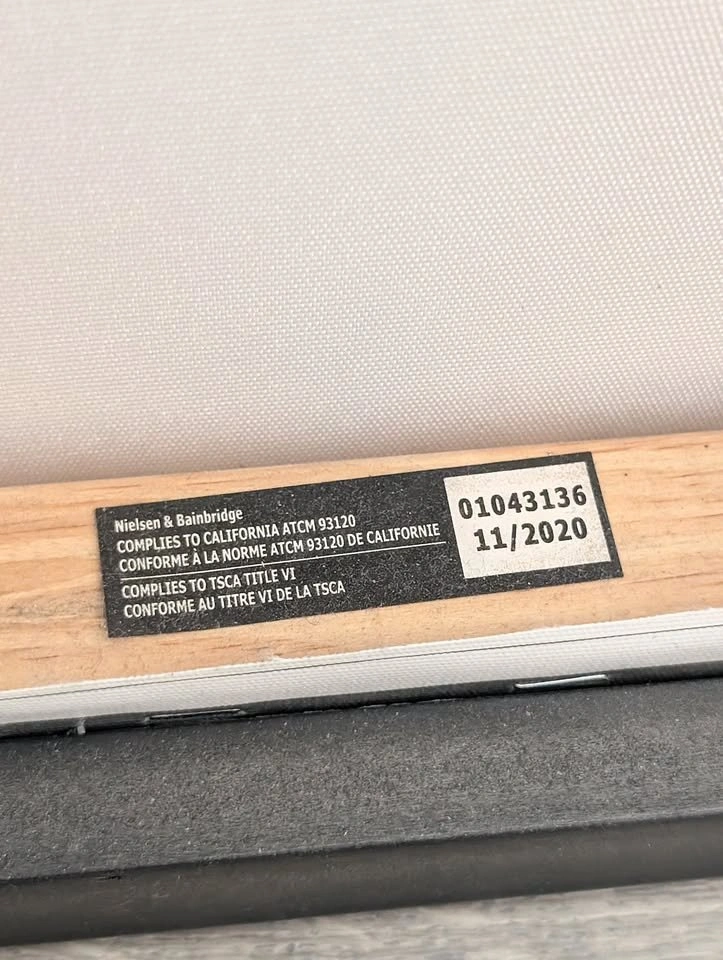 Nielsen & Bainbridge
COMPLIES TO CALIFORNIA ATCM 93120
CONFORME À LA NORME ATCM 93120 DE CALIFORNIE
COMPLIES TO TSCA TITLE VI
CONFORME AU TITRE VI DE LA TSCA
01043136
11/2020